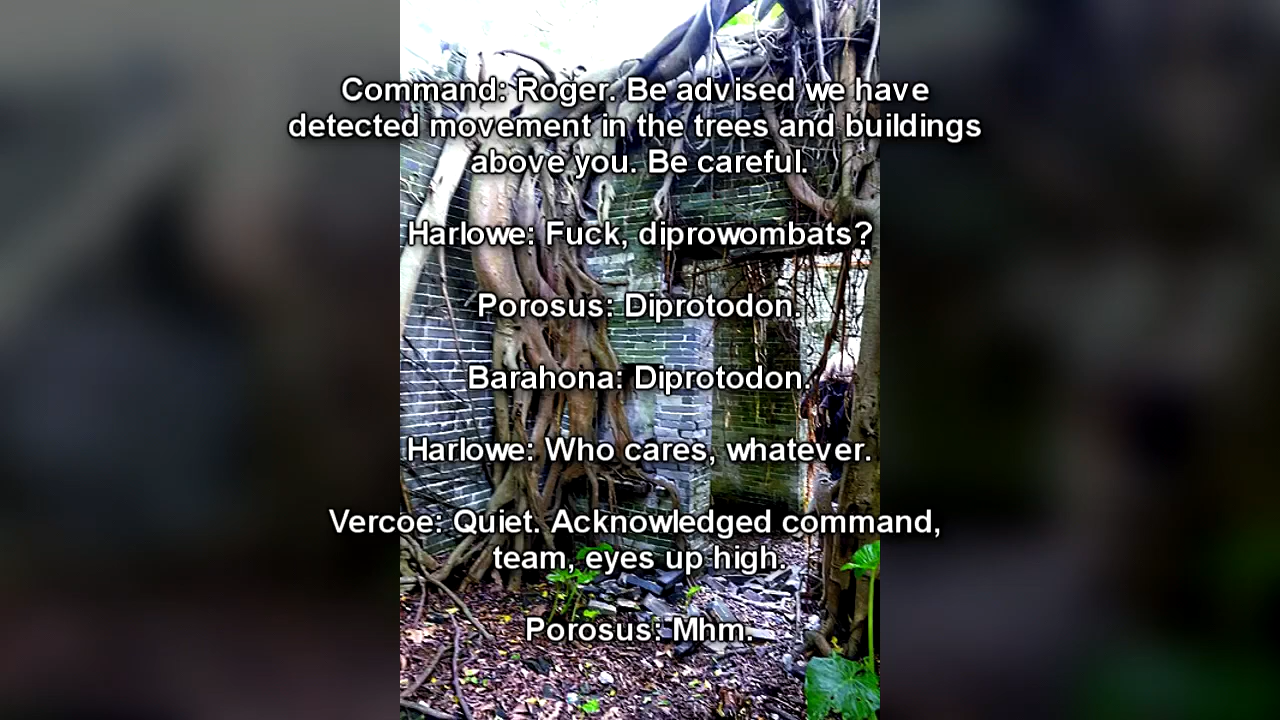 Command: Roger. Be advised we have
detected movement in the trees and buildings
above you. Be careful.
Harlowe: Fuck, diprowombats?
Porosus: Diprotodon.
Barahona: Diprotodon.
Harlowe: Who cares, whatever.
Vercoe: Quiet. Acknowledged command,
team, eyes up high.
Porosus: Mhm.